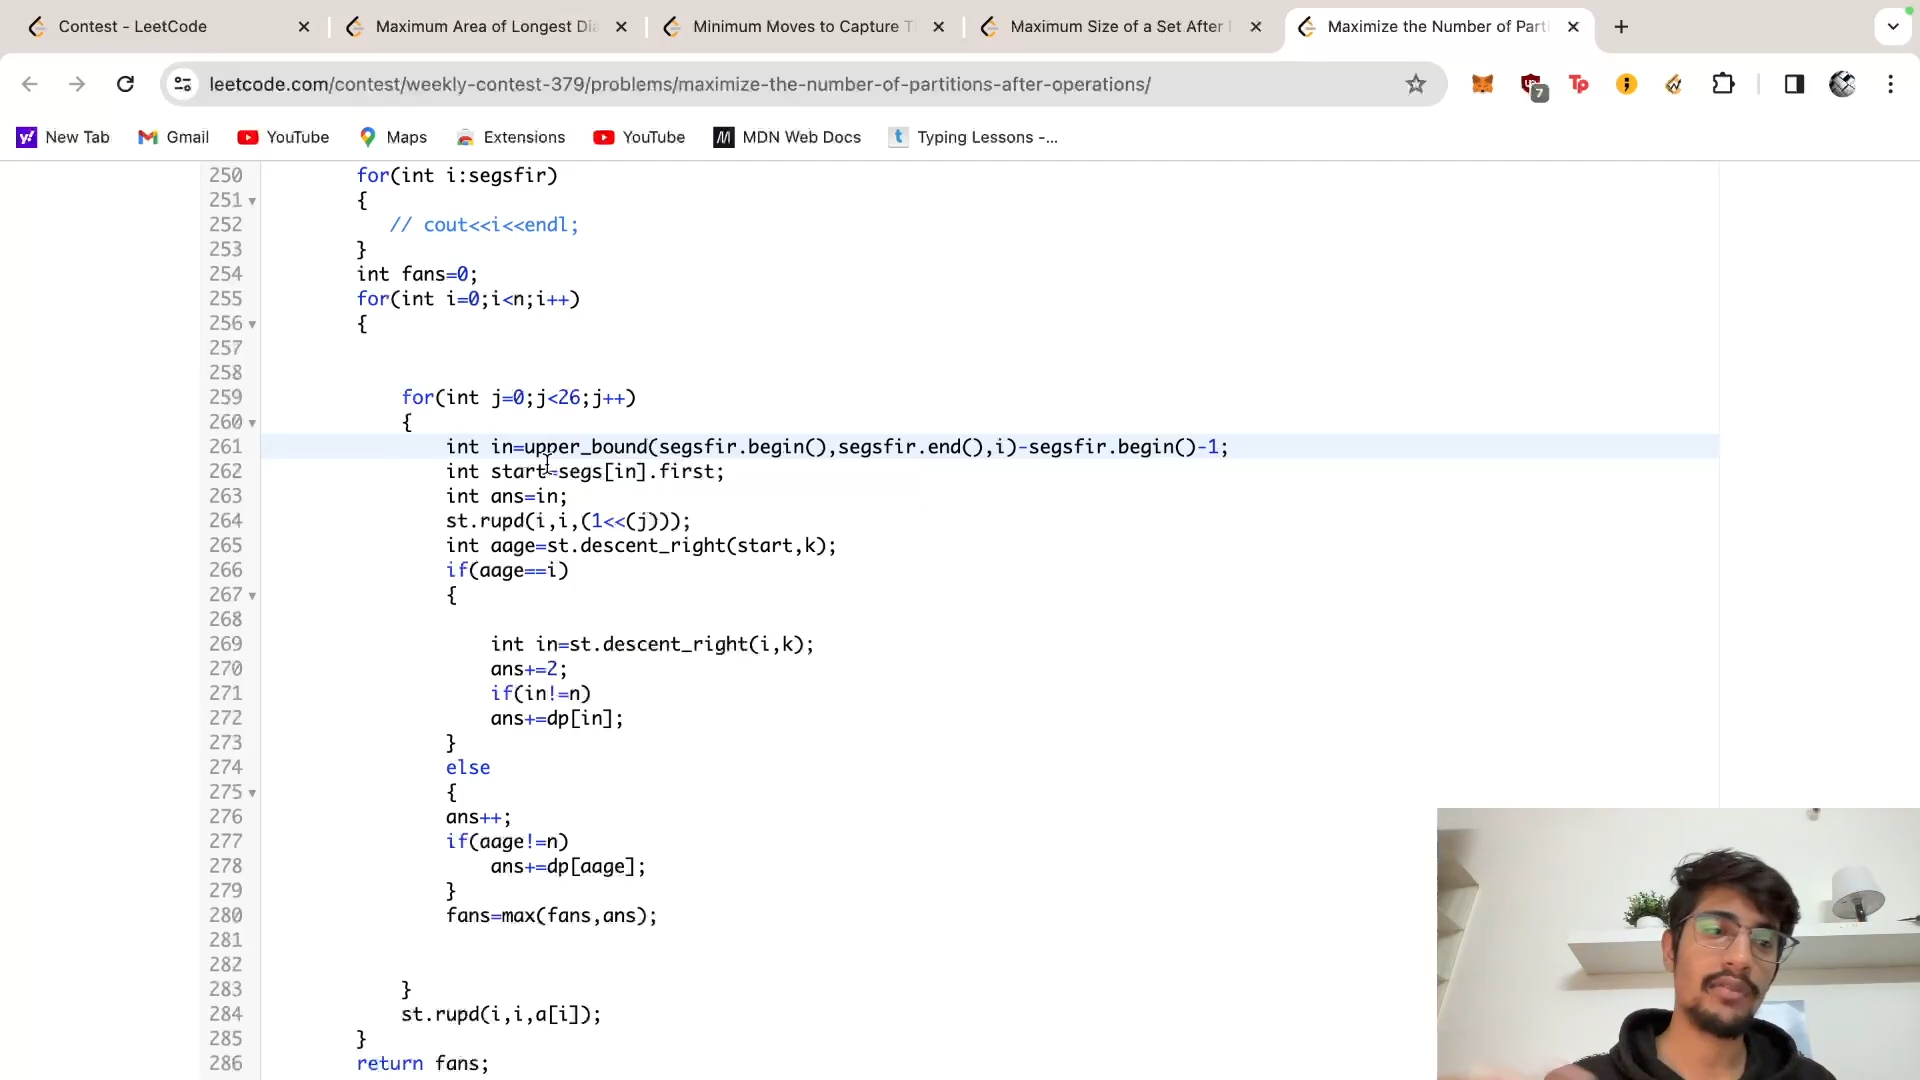 Contest - LeetCode
Maximum Area of Longest Dia
Minimum Moves to Capture T
Maximum Size of a Set After
Maximize the Number of Parti
leetcode.com/contest/weekly-contest-379/problems/maximize-the-number-of-partitions-after-operations/
7
Tp
New Tab
Gmail
YouTube
Maps
Extensions
YouTube
MDN Web Docs
Typing Lessons -...
250 for(int i:segsfir)
251 {
252 // cout<<i<<endl;
253 }
254 int fans=0;
255 for(int i=0;i<n;i++)
256 {
257
258
259 for(int j=0;j<26;j++)
260 {
261 int in=upper_bound(segsfir.begin(),segsfir.end(),i)-segsfir.begin()-1;
262 int start=segs[in].first;
263 int ans=in;
264 st.rupd(i,i,(1<<(j)));
265 int aage=st.descent_right(start,k);
266 if(aage==i)
267 {
268
269 int in=st.descent_right(i,k);
270 ans+=2;
271 if(in!=n)
272 ans+=dp[in];
273 }
274 else
275 {
276 ans++;
277 if(aage!=n)
278 ans+=dp[aage];
279 }
280 fans=max(fans,ans);
281
282
283 }
284 st.rupd(i,i,a[i]);
285 }
286 return fans;